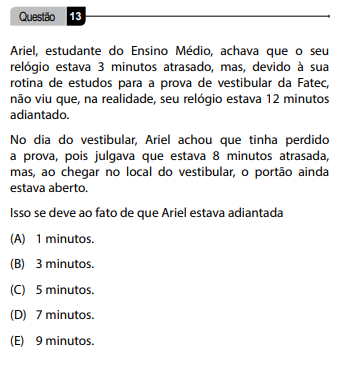 Questão 13
Ariel, estudante do Ensino Médio, achava que o seu
relógio estava 3 minutos atrasado, mas, devido à sua
rotina de estudos para a prova de vestibular da Fatec,
não viu que, na realidade, seu relógio estava 12 minutos
adiantado.
No dia do vestibular, Ariel achou que tinha perdido
a prova, pois julgava que estava 8 minutos atrasada,
mas, ao chegar no local do vestibular, o portão ainda
estava aberto.
Isso se deve ao fato de que Ariel estava adiantada
(A) 1 minutos.
(B) 3 minutos.
(C) 5 minutos.
(D) 7 minutos.
(E) 9 minutos.